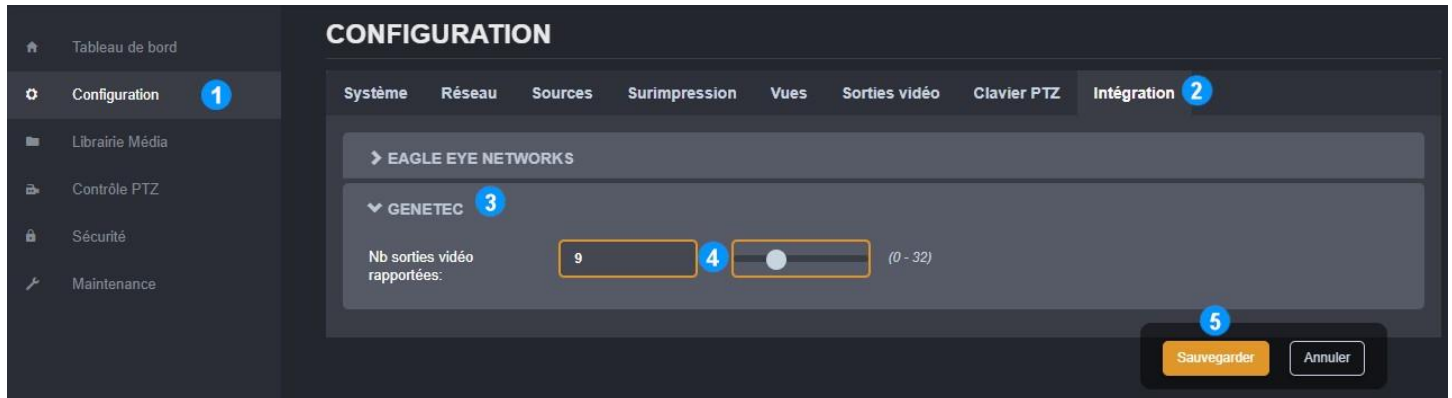 CONFIGURATION
Tableau de bord
Configuration 1
Librairie Média
Contrôle PTZ
Sécurité
Maintenance
Système Réseau Sources Surimpression Vues Sorties vidéo Clavier PTZ Intégration 2
EAGLE EYE NETWORKS
GENETEC 3
Nb sorties vidéo
rapportées:
9 4 (0 - 32)
5
Sauvegarder Annuler